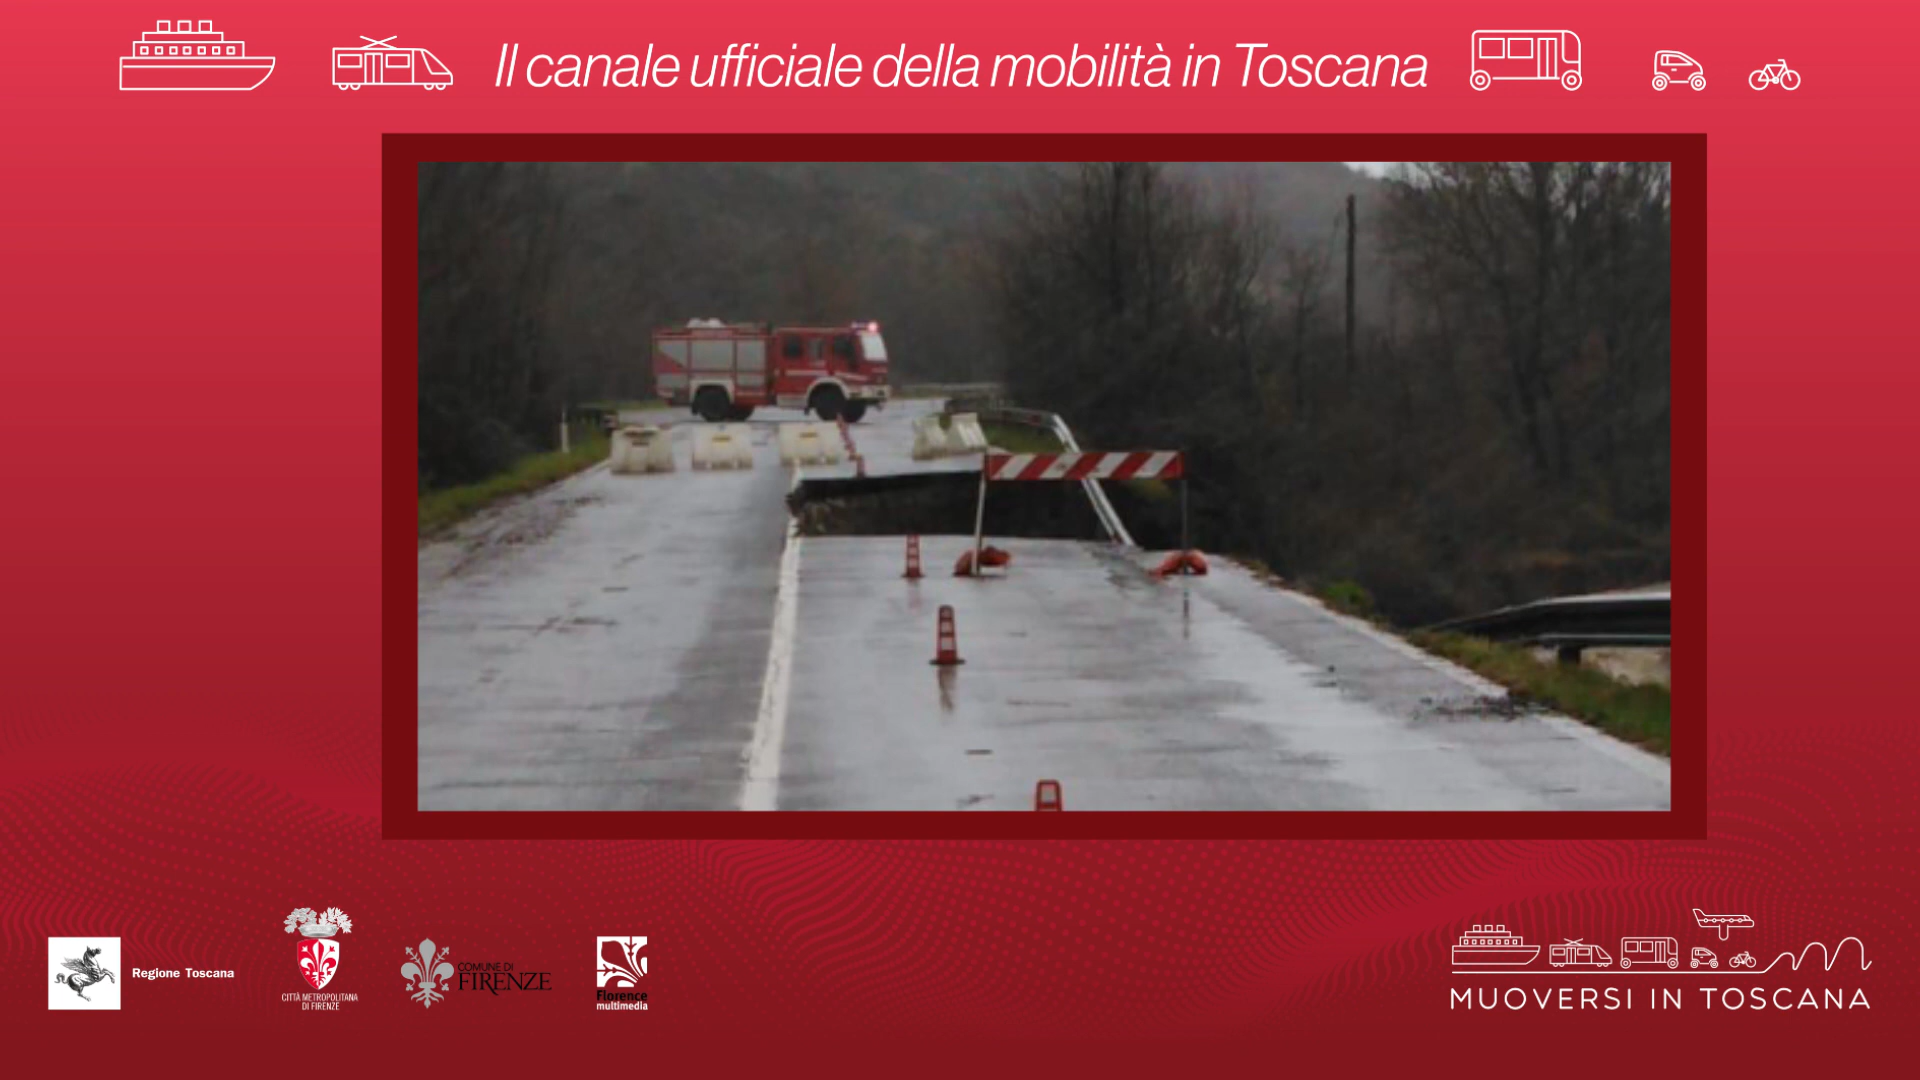 Il canale ufficiale della mobilità in Toscana
Regione Toscana
CITTÀ METROPOLITANA
DI FIRENZE
COMUNE DI
FIRENZE
Florence
multimedia
MUOVERSI IN TOSCANA